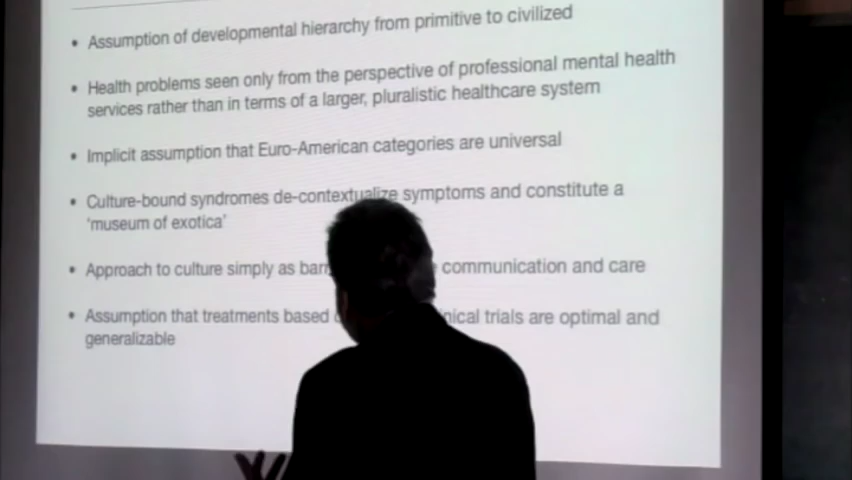 • Assumption of developmental hierarchy from primitive to civilized
• Health problems seen only from the perspective of professional mental health
services rather than in terms of a larger, pluralistic healthcare system
• Implicit assumption that Euro-American categories are universal
• Culture-bound syndromes de-contextualize symptoms and constitute a
‘museum of exotica’
• Approach to culture simply as communication and care
• Assumption that treatments based trials are optimal and
generalizable